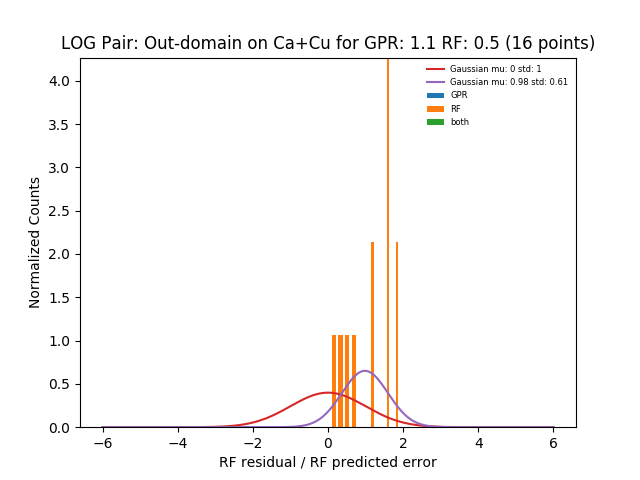 LOG Pair: Out-domain on Ca+Cu for GPR: 1.1 RF: 0.5 (16 points)
Gaussian mu: 0 std: 1
Gaussian mu: 0.98 std: 0.61
GPR
RF
both
Normalized Counts
4.0
3.5
3.0
2.5
2.0
1.5
1.0
0.5
0.0
−6 −4 −2 0 2 4 6
RF residual / RF predicted error